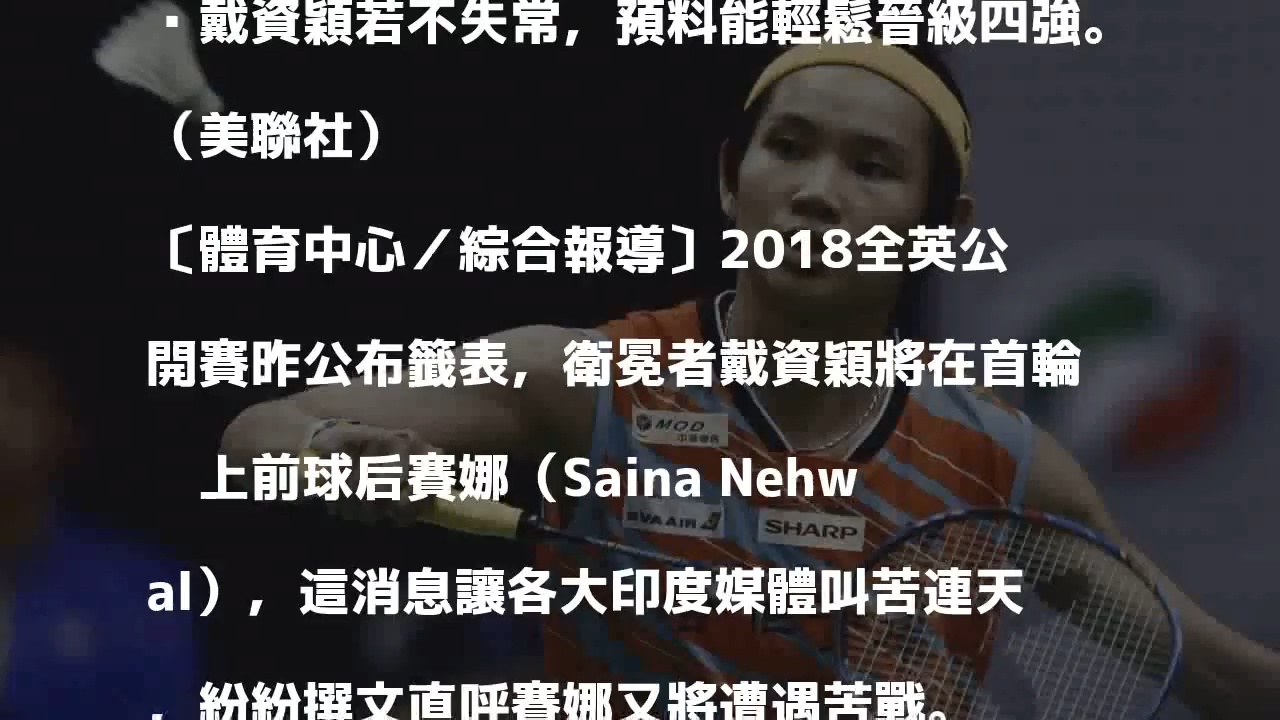 ▪戴資穎若不失常，預料能輕鬆晉級四強。
（美聯社）
〔體育中心／綜合報導〕2018全英公
開賽昨公布籤表，衛冕者戴資穎將在首輪
上前球后賽娜（Saina Nehw
al），這消息讓各大印度媒體叫苦連天
，紛紛撰文直呼賽娜又將遭遇苦戰。
MOD
EVA AIR
SHARP